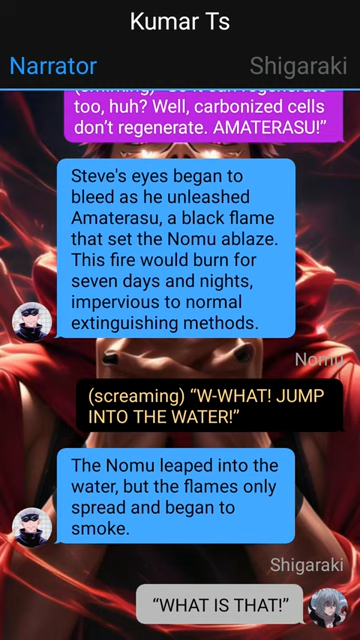 Kumar Ts
Narrator
Shigaraki
too, huh? Well, carbonized cells
don't regenerate. AMATERASU!”
Steve's eyes began to
bleed as he unleashed
Amaterasu, a black flame
that set the Nomu ablaze.
This fire would burn for
seven days and nights,
impervious to normal
extinguishing methods.
Nomu
(screaming) “W-WHAT! JUMP
INTO THE WATER!”
The Nomu leaped into the
water, but the flames only
spread and began to
smoke.
Shigaraki
“WHAT IS THAT!”